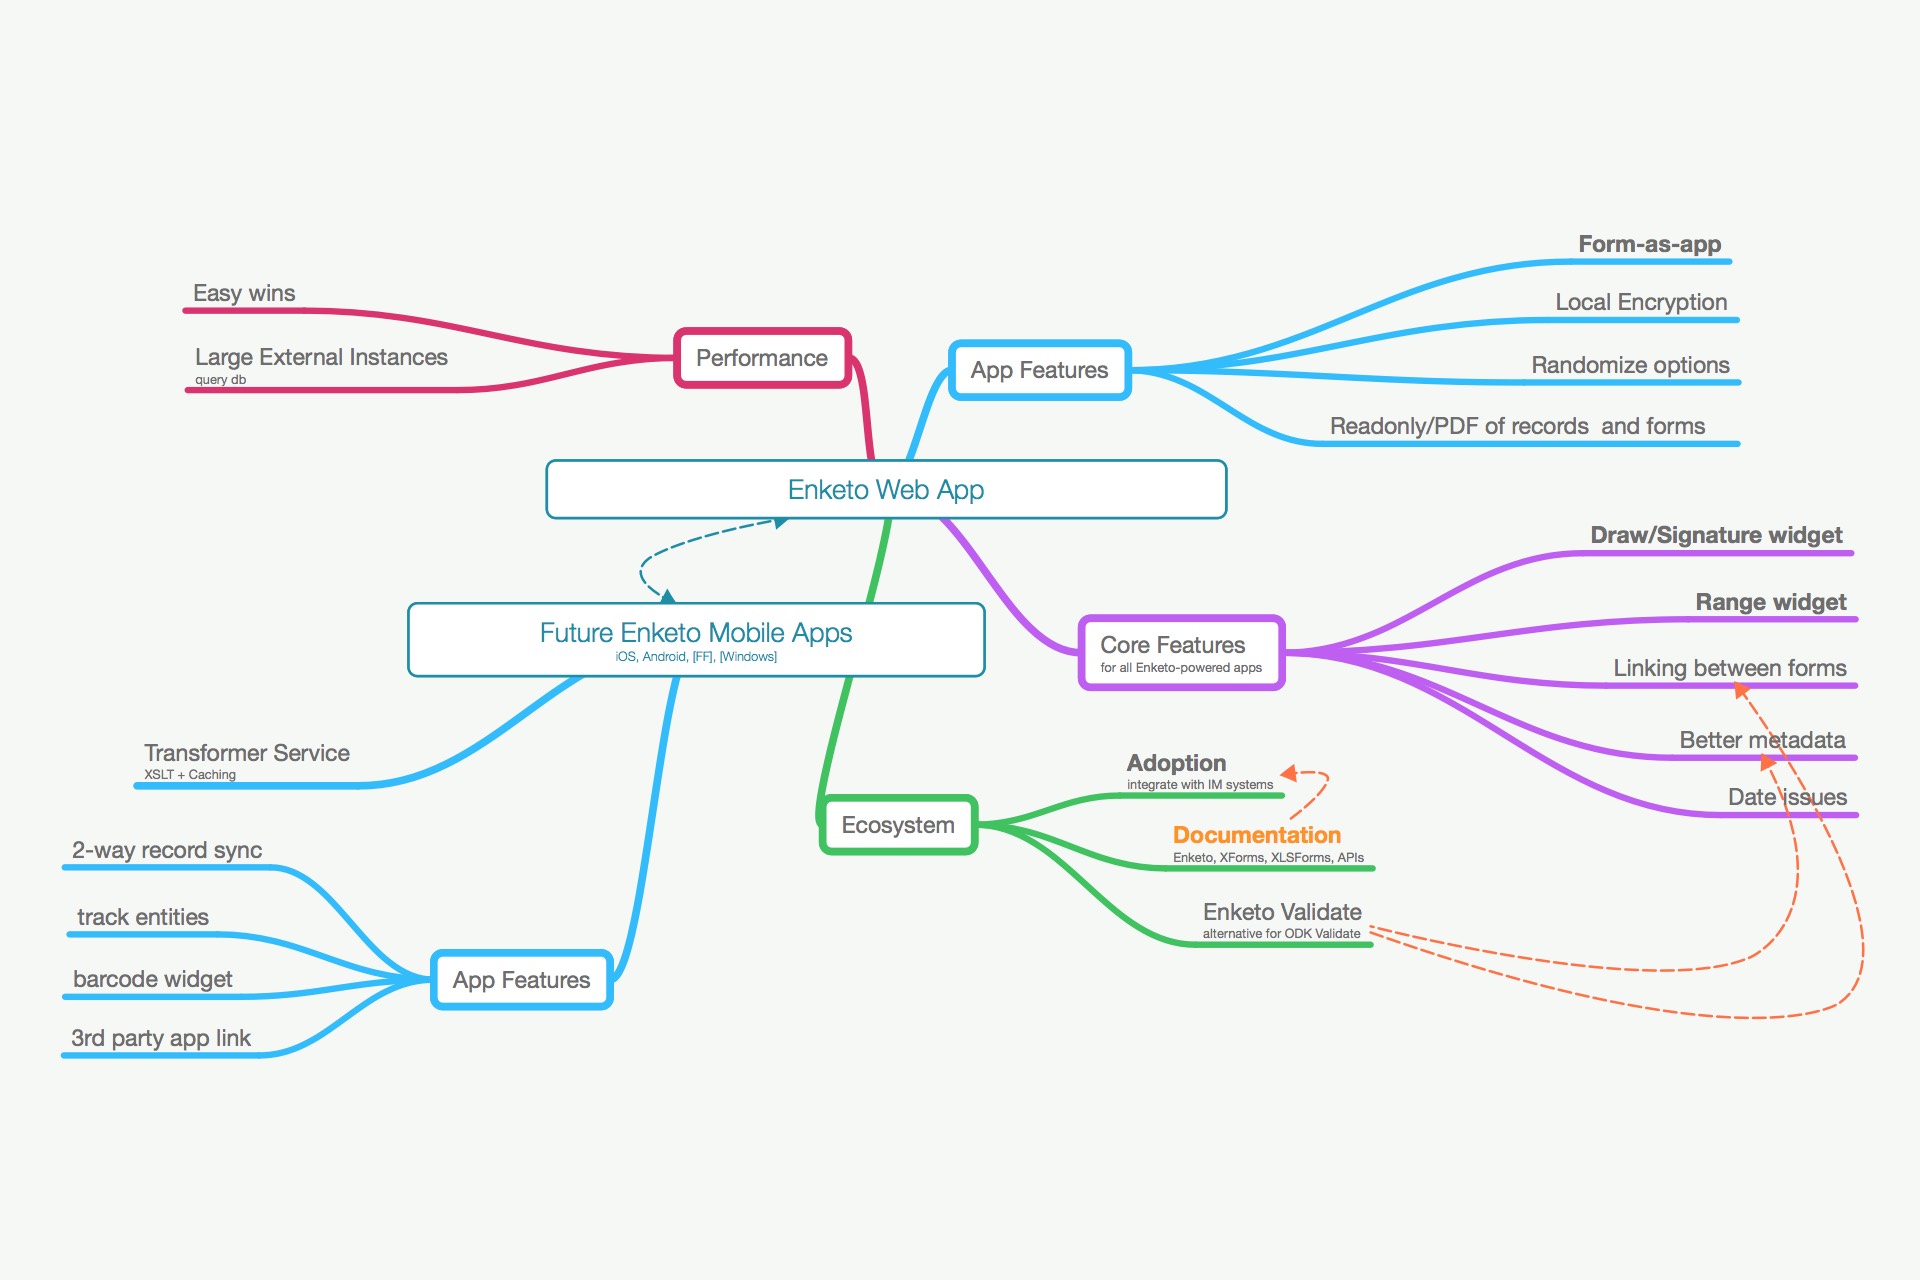 Form-as-app
Easy wins
Local Encryption
Large External Instances
query db
Performance
App Features
Randomize options
Readonly/PDF of records  and forms
Enketo Web App
Draw/Signature widget
Range widget
Future Enketo Mobile Apps
iOS, Android, [FF], [Windows]
Core Features
for all Enketo-powered apps
Linking between forms
Better metadata
Date issues
Transformer Service
XSLT + Caching
Adoption
integrate with IM systems
Ecosystem
Documentation
Enketo, XForms, XLSForms, APIs
Enketo Validate
alternative for ODK Validate
2-way record sync
track entities
barcode widget
App Features
3rd party app link